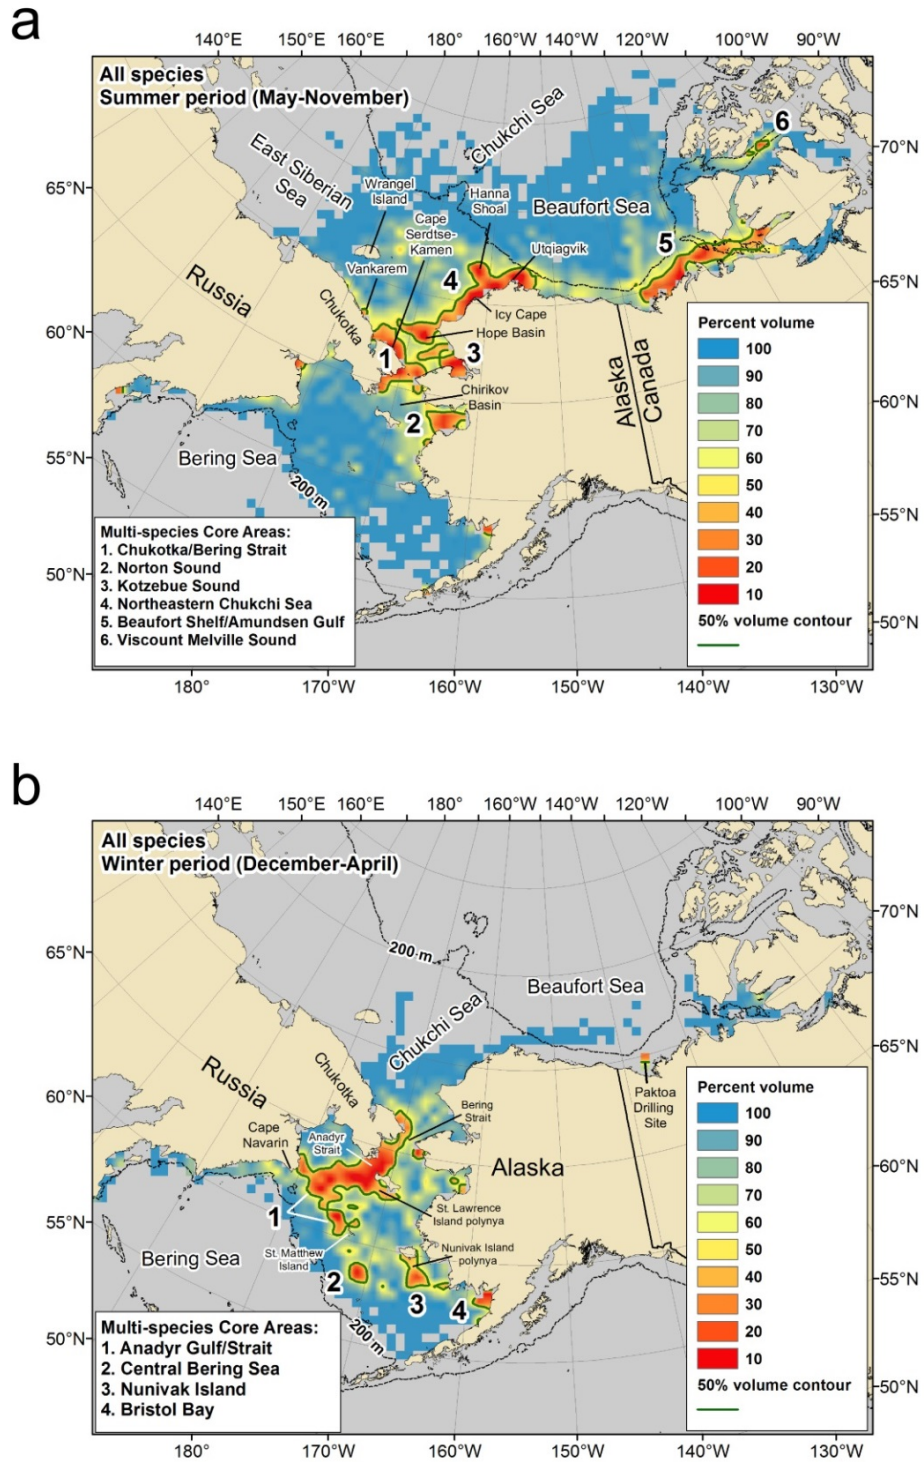 a
140°E 150°E 160°E 180° 160°W 140°W 120°W 100°W 90°W
All species
Summer period (May-November)
Chukchi Sea
6
70°N
East Siberian
Sea
65°N
Wrangel
Island
Hanna
Shoal
Beaufort Sea
Cape
Serdtse-
Kamen
5
Utqiagvik
Vankarem
4
65°N
Russia
Chukotka
Icy Cape
60°N
Hope Basin
1
3
Chirikov
Basin
2
Alaska
Canada
60°N
55°N
Bering Sea
200 m
55°N
50°N
50°N
Percent volume
100
90
80
70
60
50
40
30
20
10
50% volume contour
Multi-species Core Areas:
1. Chukotka/Bering Strait
2. Norton Sound
3. Kotzebue Sound
4. Northeastern Chukchi Sea
5. Beaufort Shelf/Amundsen Gulf
6. Viscount Melville Sound
180° 170°W 160°W 150°W 140°W 130°W
b
140°E 150°E 160°E 180° 160°W 140°W 120°W 100°W 90°W
All species
Winter period (December-April)
70°N
65°N
200 m
Beaufort Sea
Chukchi Sea
65°N
Russia
Chukotka
60°N
Paktoa
Drilling
Site
Bering
Strait
Cape
Navarin
Anadyr
Strait
Alaska
60°N
St. Lawrence
Island polynya
1
55°N
St. Matthew
Island
Nunivak Island
polynya
Bering Sea
2
3
4
55°N
200 m
50°N
50°N
Percent volume
100
90
80
70
60
50
40
30
20
10
50% volume contour
Multi-species Core Areas:
1. Anadyr Gulf/Strait
2. Central Bering Sea
3. Nunivak Island
4. Bristol Bay
180° 170°W 160°W 150°W 140°W 130°W